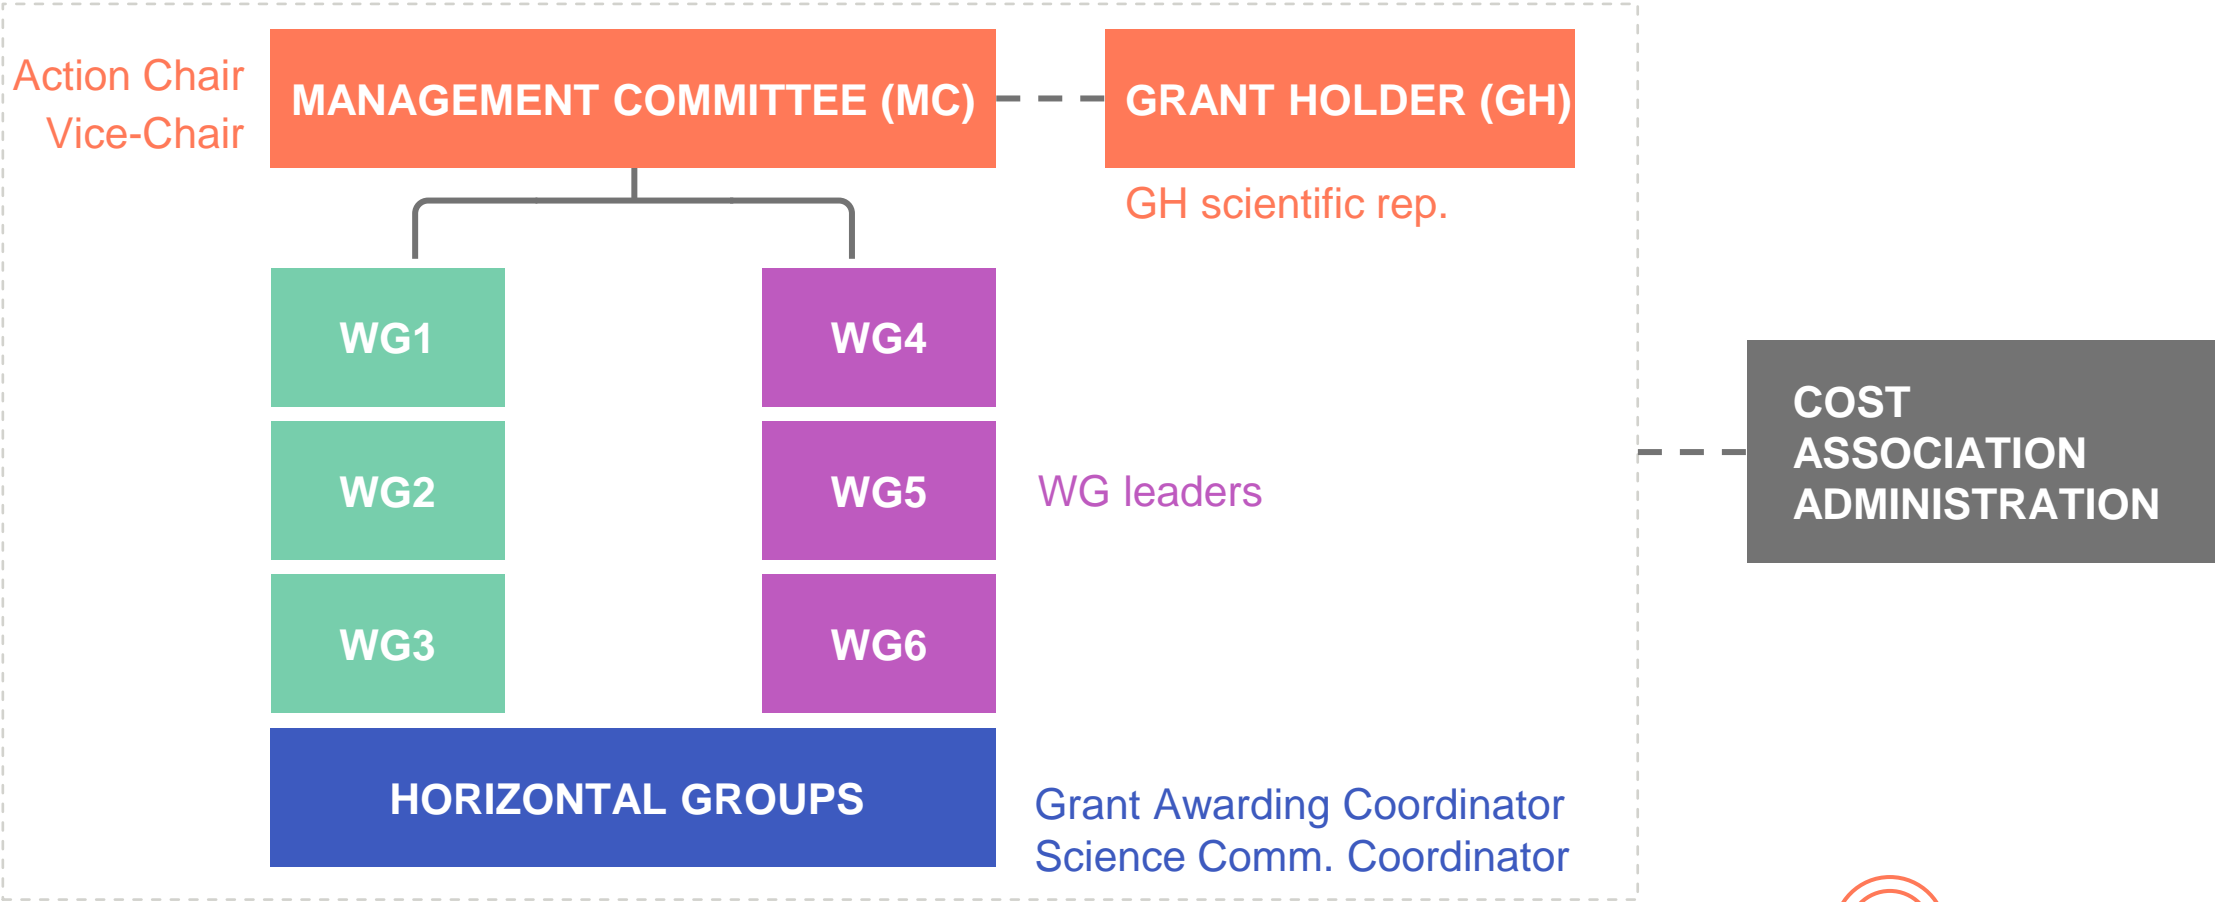 Action Chair
Vice-Chair
MANAGEMENT COMMITTEE (MC)
GRANT HOLDER (GH)
GH scientific rep.
WG1
WG4
WG2
WG5
WG leaders
WG3
WG6
HORIZONTAL GROUPS
Grant Awarding Coordinator
Science Comm. Coordinator
COST
ASSOCIATION
ADMINISTRATION